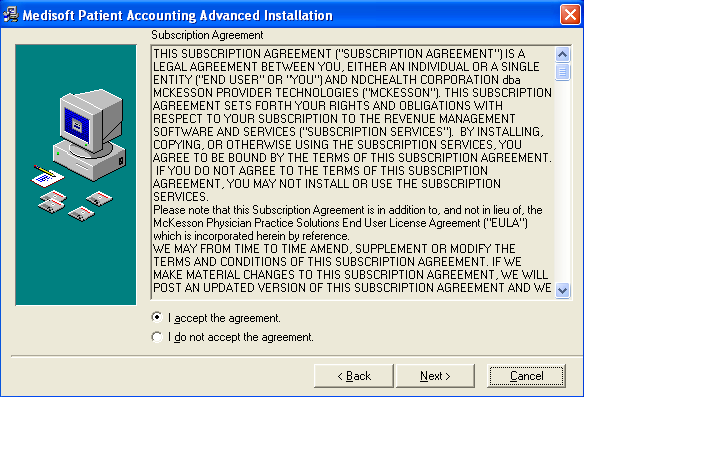 Medisoft Patient Accounting Advanced Installation
Subscription Agreement
THIS SUBSCRIPTION AGREEMENT ("SUBSCRIPTION AGREEMENT") IS A
LEGAL AGREEMENT BETWEEN YOU, EITHER AN INDIVIDUAL OR A SINGLE
ENTITY ("END USER" OR "YOU") AND NDCHEALTH CORPORATION dba
MCKESSON PROVIDER TECHNOLOGIES ("MCKESSON"). THIS SUBSCRIPTION
AGREEMENT SETS FORTH YOUR RIGHTS AND OBLIGATIONS WITH
RESPECT TO YOUR SUBSCRIPTION TO THE REVENUE MANAGEMENT
SOFTWARE AND SERVICES ("SUBSCRIPTION SERVICES").  BY INSTALLING,
COPYING, OR OTHERWISE USING THE SUBSCRIPTION SERVICES, YOU
AGREE TO BE BOUND BY THE TERMS OF THIS SUBSCRIPTION AGREEMENT.
IF YOU DO NOT AGREE TO THE TERMS OF THIS SUBSCRIPTION
AGREEMENT, YOU MAY NOT INSTALL OR USE THE SUBSCRIPTION
SERVICES.
Please note that this Subscription Agreement is in addition to, and not in lieu of, the
McKesson Physician Practice Solutions End User License Agreement ("EULA")
which is incorporated herein by reference.
WE MAY FROM TIME TO TIME AMEND, SUPPLEMENT OR MODIFY THE
TERMS AND CONDITIONS OF THIS SUBSCRIPTION AGREEMENT. IF WE
MAKE MATERIAL CHANGES TO THIS SUBSCRIPTION AGREEMENT, WE WILL
POST AN UPDATED VERSION OF THIS SUBSCRIPTION AGREEMENT AND WE
I accept the agreement.
I do not accept the agreement.
< Back
Next >
Cancel